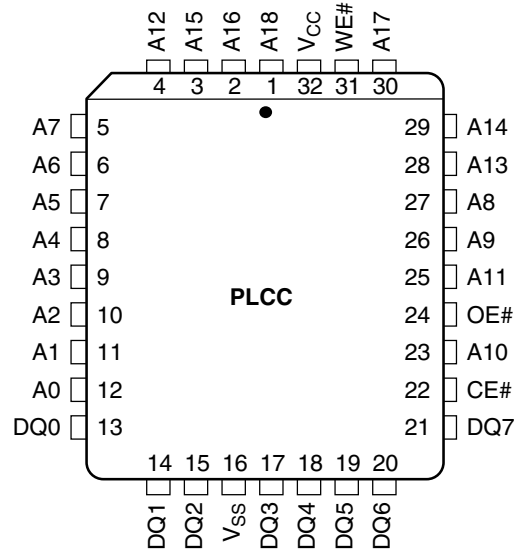 A12 A15 A16 A18 VCC WE# A17
4 3 2 1 32 31 30
A7 5 29 A14
A6 6 28 A13
A5 7 27 A8
A4 8 26 A9
A3 9 25 A11
PLCC
A2 10 24 OE#
A1 11 23 A10
A0 12 22 CE#
DQ0 13 21 DQ7
14 15 16 17 18 19 20
DQ1 DQ2 VSS DQ3 DQ4 DQ5 DQ6